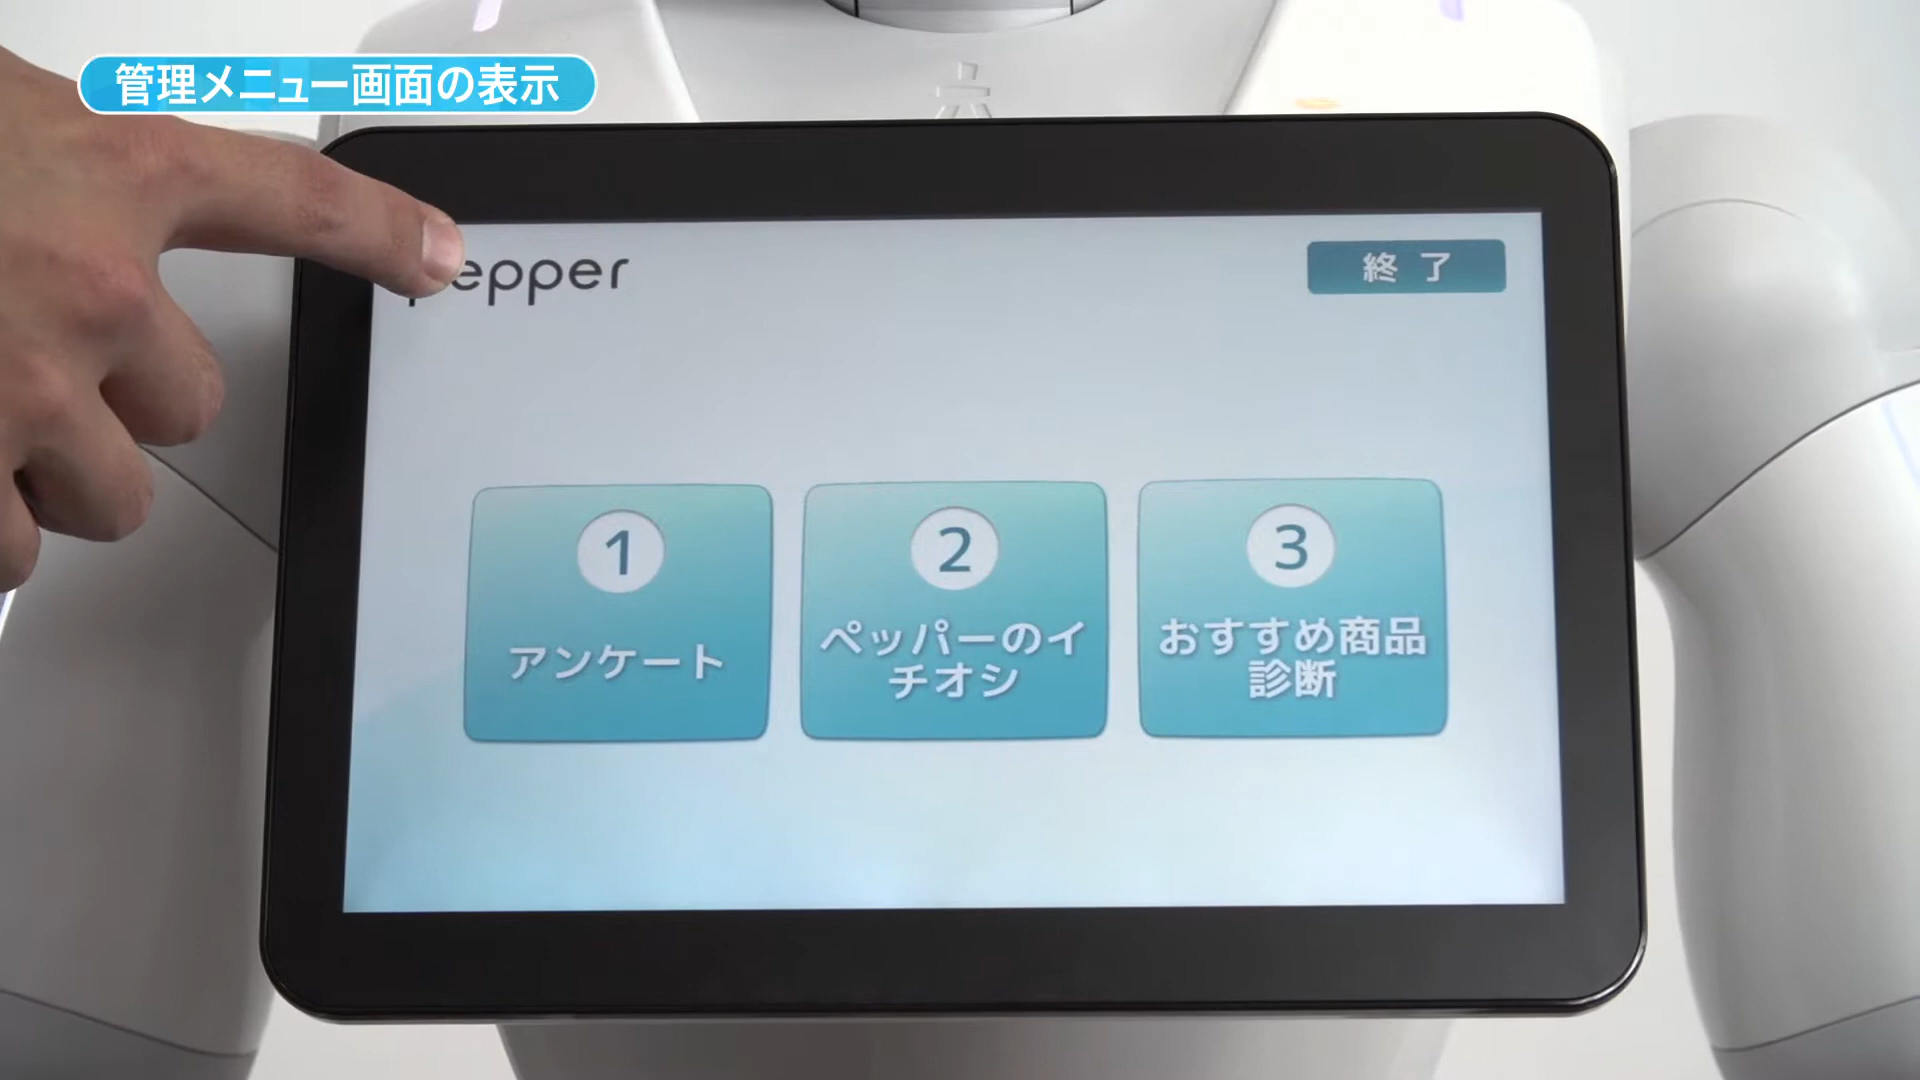 管理メニュー画面の表示
epper
終了
1
アンケート
2
ペッパーのイ
チオシ
3
おすすめ商品
診断